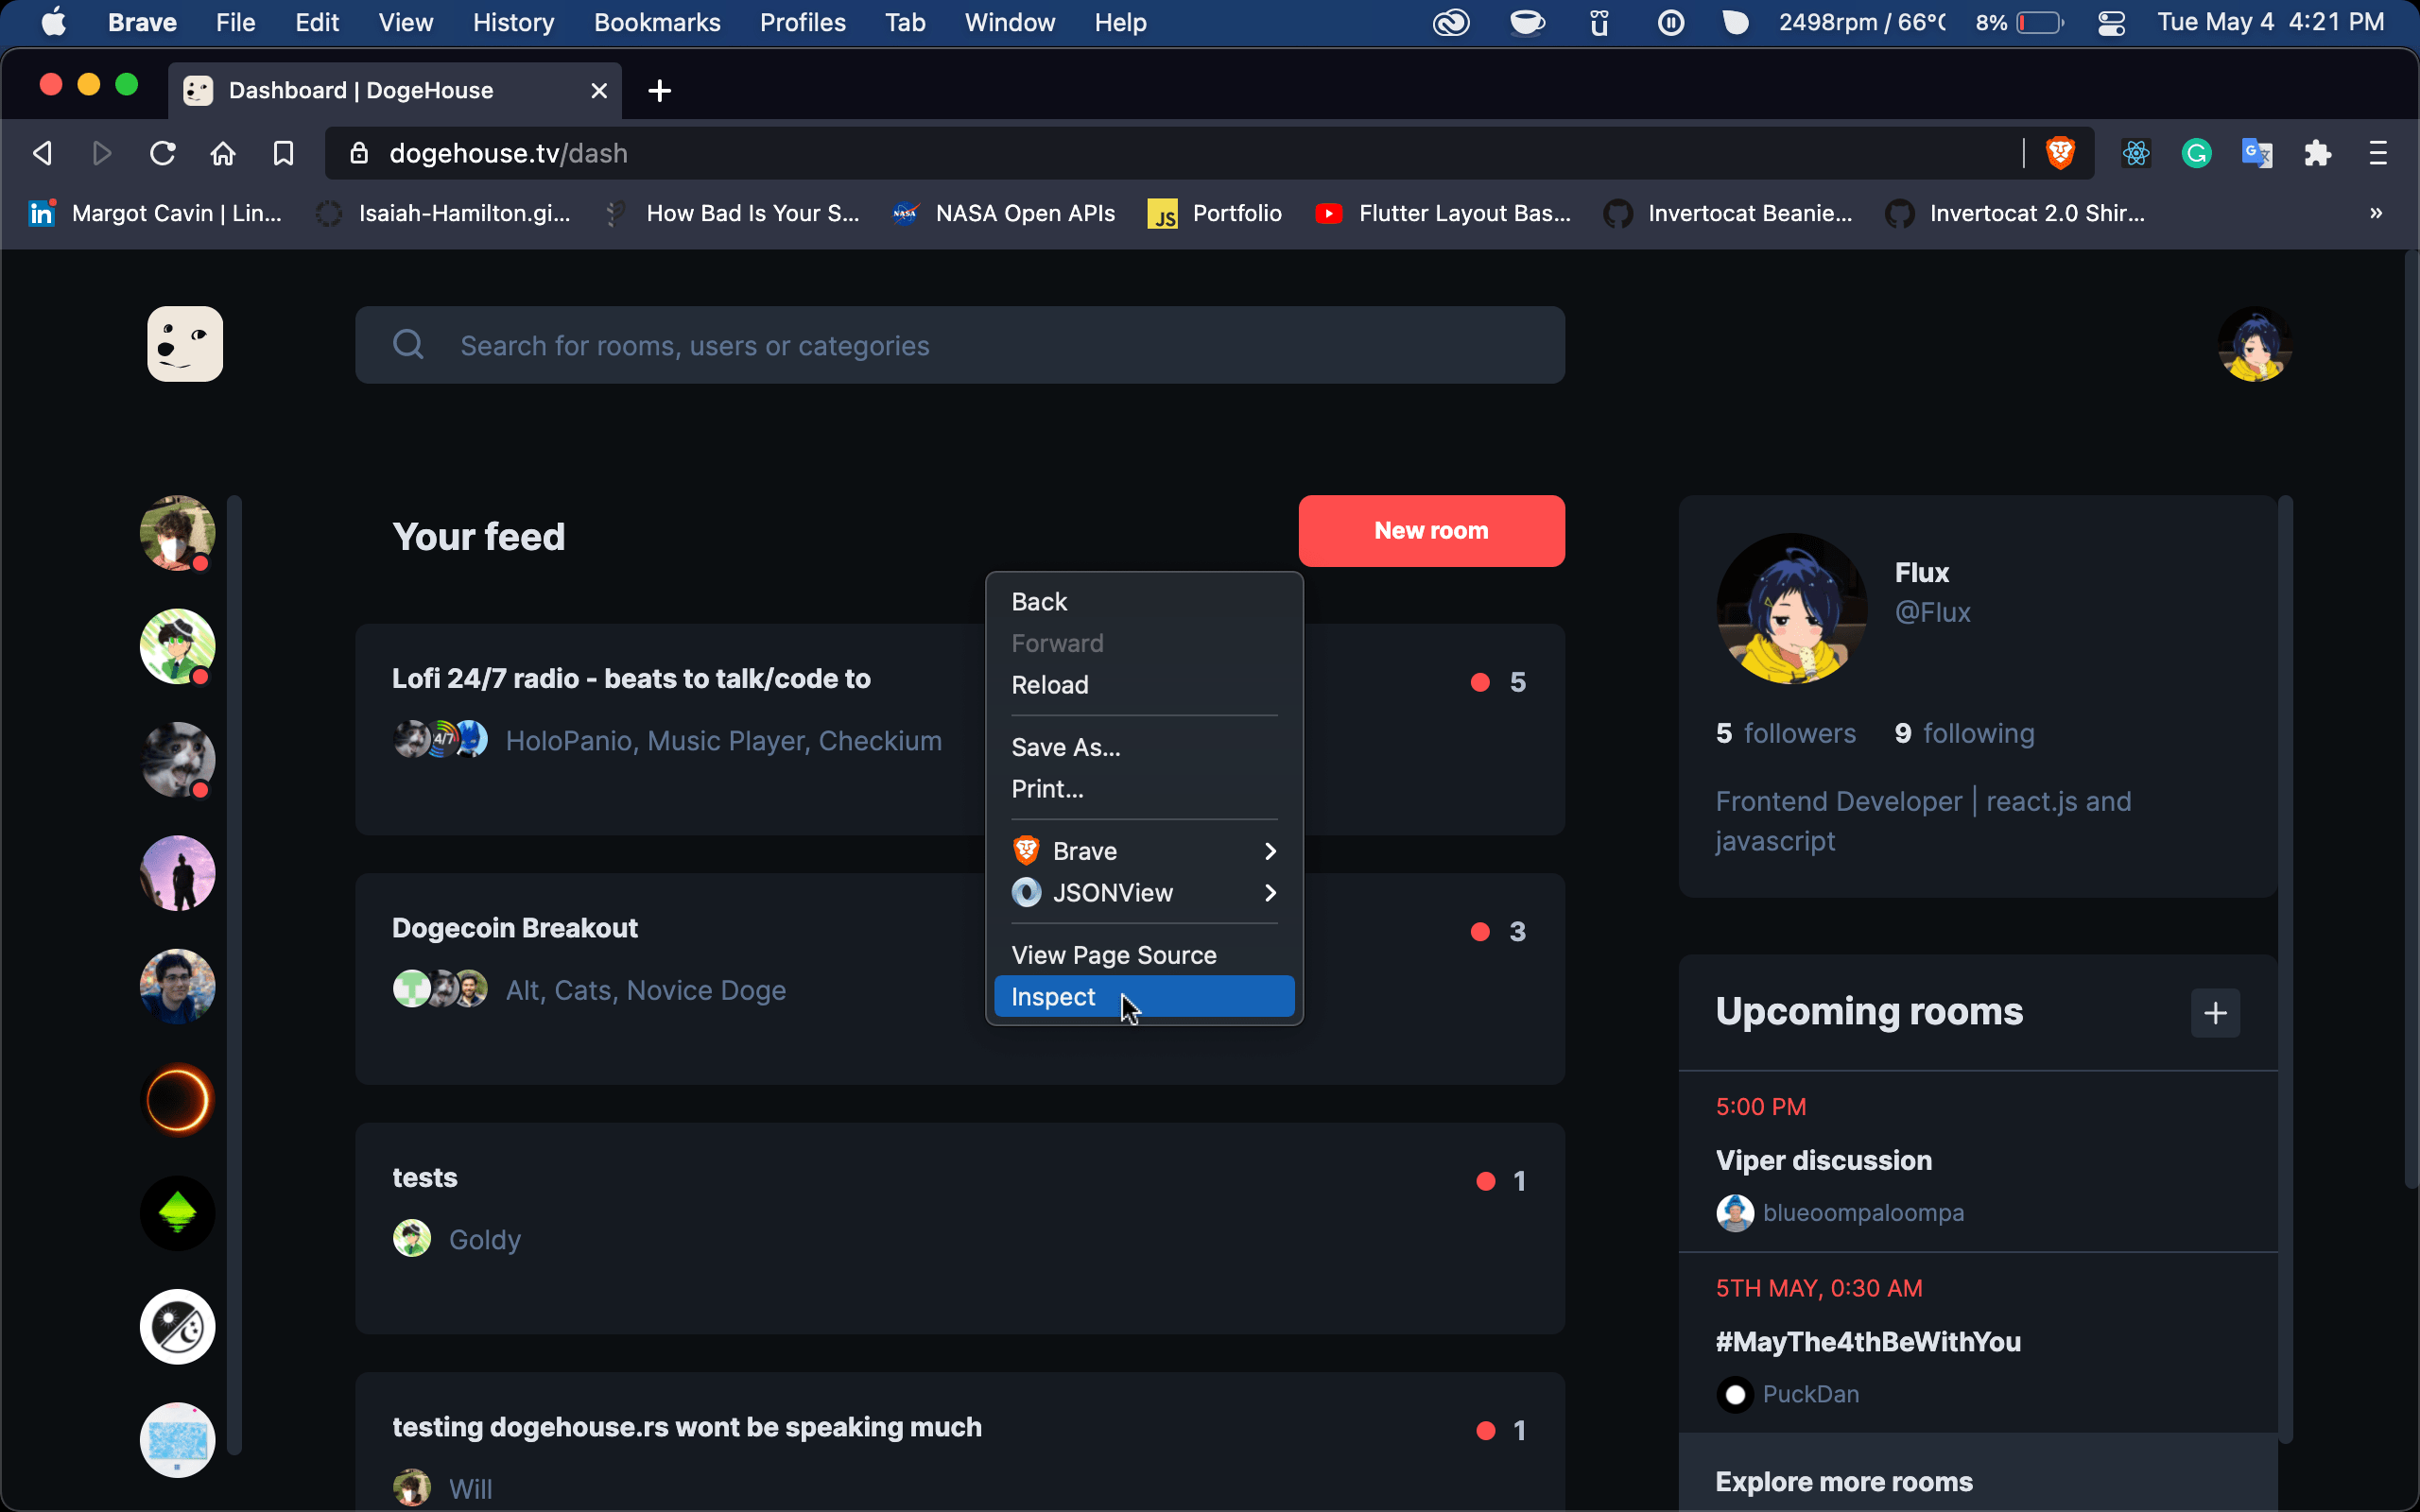 Brave File Edit View History Bookmarks Profiles Tab Window Help 2498rpm / 66° 8% Tue May 4 4:21 PM
Dashboard | DogeHouse
dogehouse.tv/dash
in Margot Cavin | Lin... Isaiah-Hamilton.gi... How Bad Is Your S... NASA NASA Open APIs JS Portfolio Flutter Layout Bas... Invertocat Beanie... Invertocat 2.0 Shir... »
Search for rooms, users or categories
Your feed
New room
Lofi 24/7 radio - beats to talk/code to
5
HoloPanio, Music Player, Checkium
Dogecoin Breakout
3
Alt, Cats, Novice Doge
tests
1
Goldy
testing dogehouse.rs wont be speaking much
1
Will
Back
Forward
Reload
Save As...
Print...
Brave
JSONView
View Page Source
Inspect
Flux
@Flux
5 followers 9 following
Frontend Developer | react.js and
javascript
Upcoming rooms
5:00 PM
Viper discussion
blueoompaloompa
5TH MAY, 0:30 AM
#MayThe4thBeWithYou
PuckDan
Explore more rooms